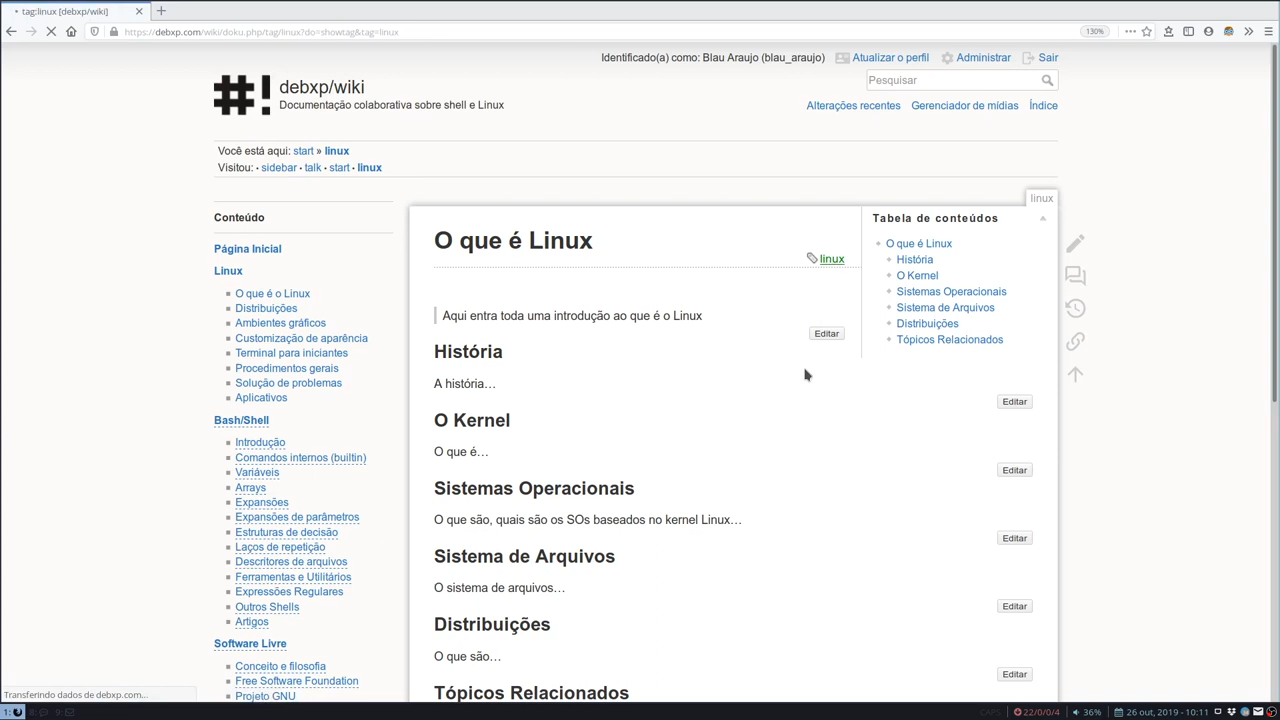 tag:linux [debxp/wiki]
https://debxp.com/wiki/doku.php/tag/linux?do=showtag&tag=linux
130%
Identificado(a) como: Blau Araujo (blau_araujo) Atualizar o perfil Administrar Sair
debxp/wiki
Documentação colaborativa sobre shell e Linux
Pesquisar
Alterações recentes Gerenciador de mídias Índice
Você está aqui: start » linux
Visitou: • sidebar • talk • start • linux
Conteúdo
Página Inicial
Linux
O que é o Linux
Distribuições
Ambientes gráficos
Customização de aparência
Terminal para iniciantes
Procedimentos gerais
Solução de problemas
Aplicativos
Bash/Shell
Introdução
Comandos internos (builtin)
Variáveis
Arrays
Expansões
Expansões de parâmetros
Estruturas de decisão
Laços de repetição
Descritores de arquivos
Ferramentas e Utilitários
Expressões Regulares
Outros Shells
Artigos
Software Livre
Conceito e filosofia
Free Software Foundation
Projeto GNU
linux
O que é Linux
linux
Aqui entra toda uma introdução ao que é o Linux
Editar
História
A história…
Editar
O Kernel
O que é…
Editar
Sistemas Operacionais
O que são, quais são os SOs baseados no kernel Linux…
Editar
Sistema de Arquivos
O sistema de arquivos…
Editar
Distribuições
O que são…
Editar
Tópicos Relacionados
Tabela de conteúdos
O que é Linux
História
O Kernel
Sistemas Operacionais
Sistema de Arquivos
Distribuições
Tópicos Relacionados
Transferindo dados de debxp.com...
1: 8: 9: CAPS 22/0/0/4 36% 26 out, 2019 - 10:11